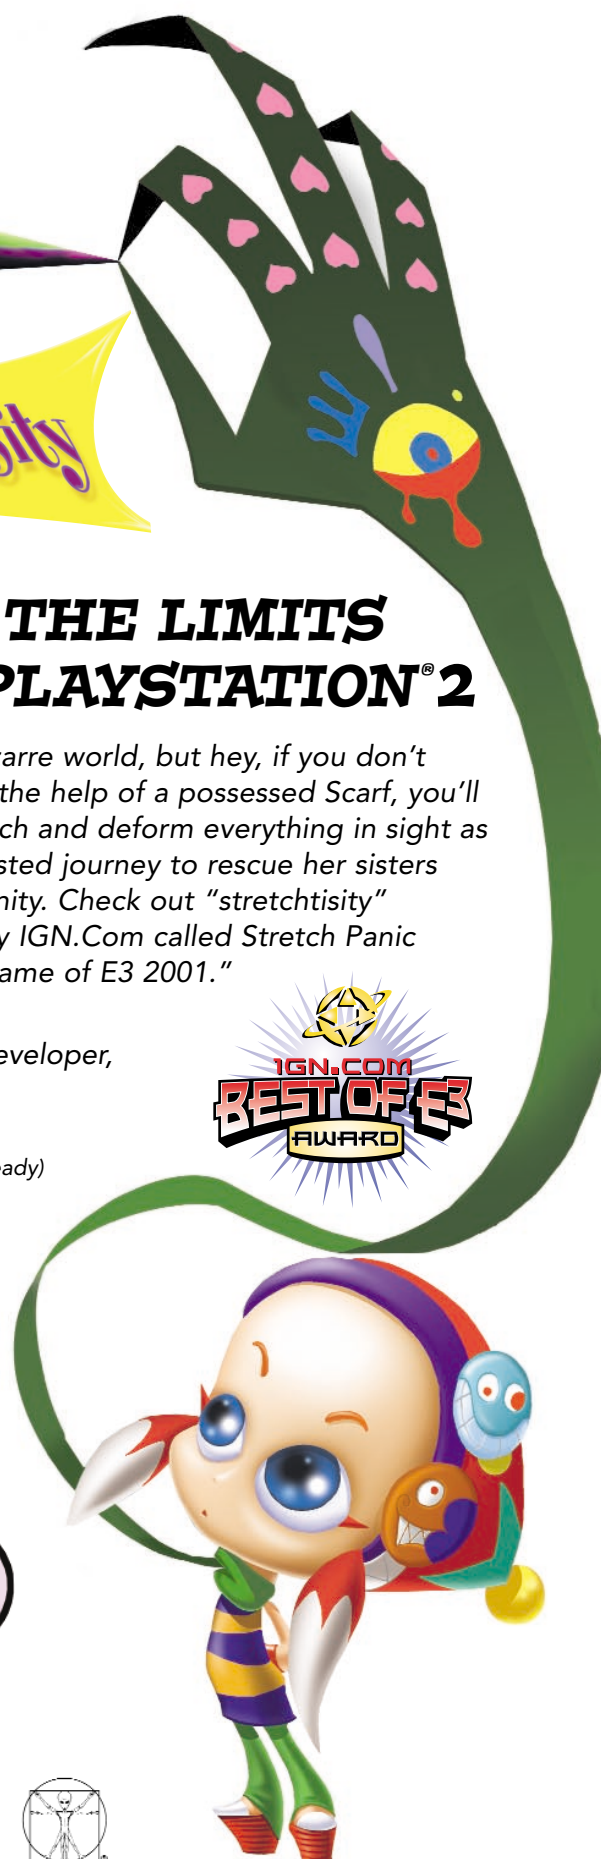 sity
THE LIMITS
PLAYSTATION®2
arre world, but hey, if you don't
the help of a possessed Scarf, you'll
ch and deform everything in sight as
sted journey to rescue her sisters
nity. Check out "stretchtisity"
y IGN.Com called Stretch Panic
ame of E3 2001."
eveloper,
IGN.COM
BEST OF E3
AWARD
eady)